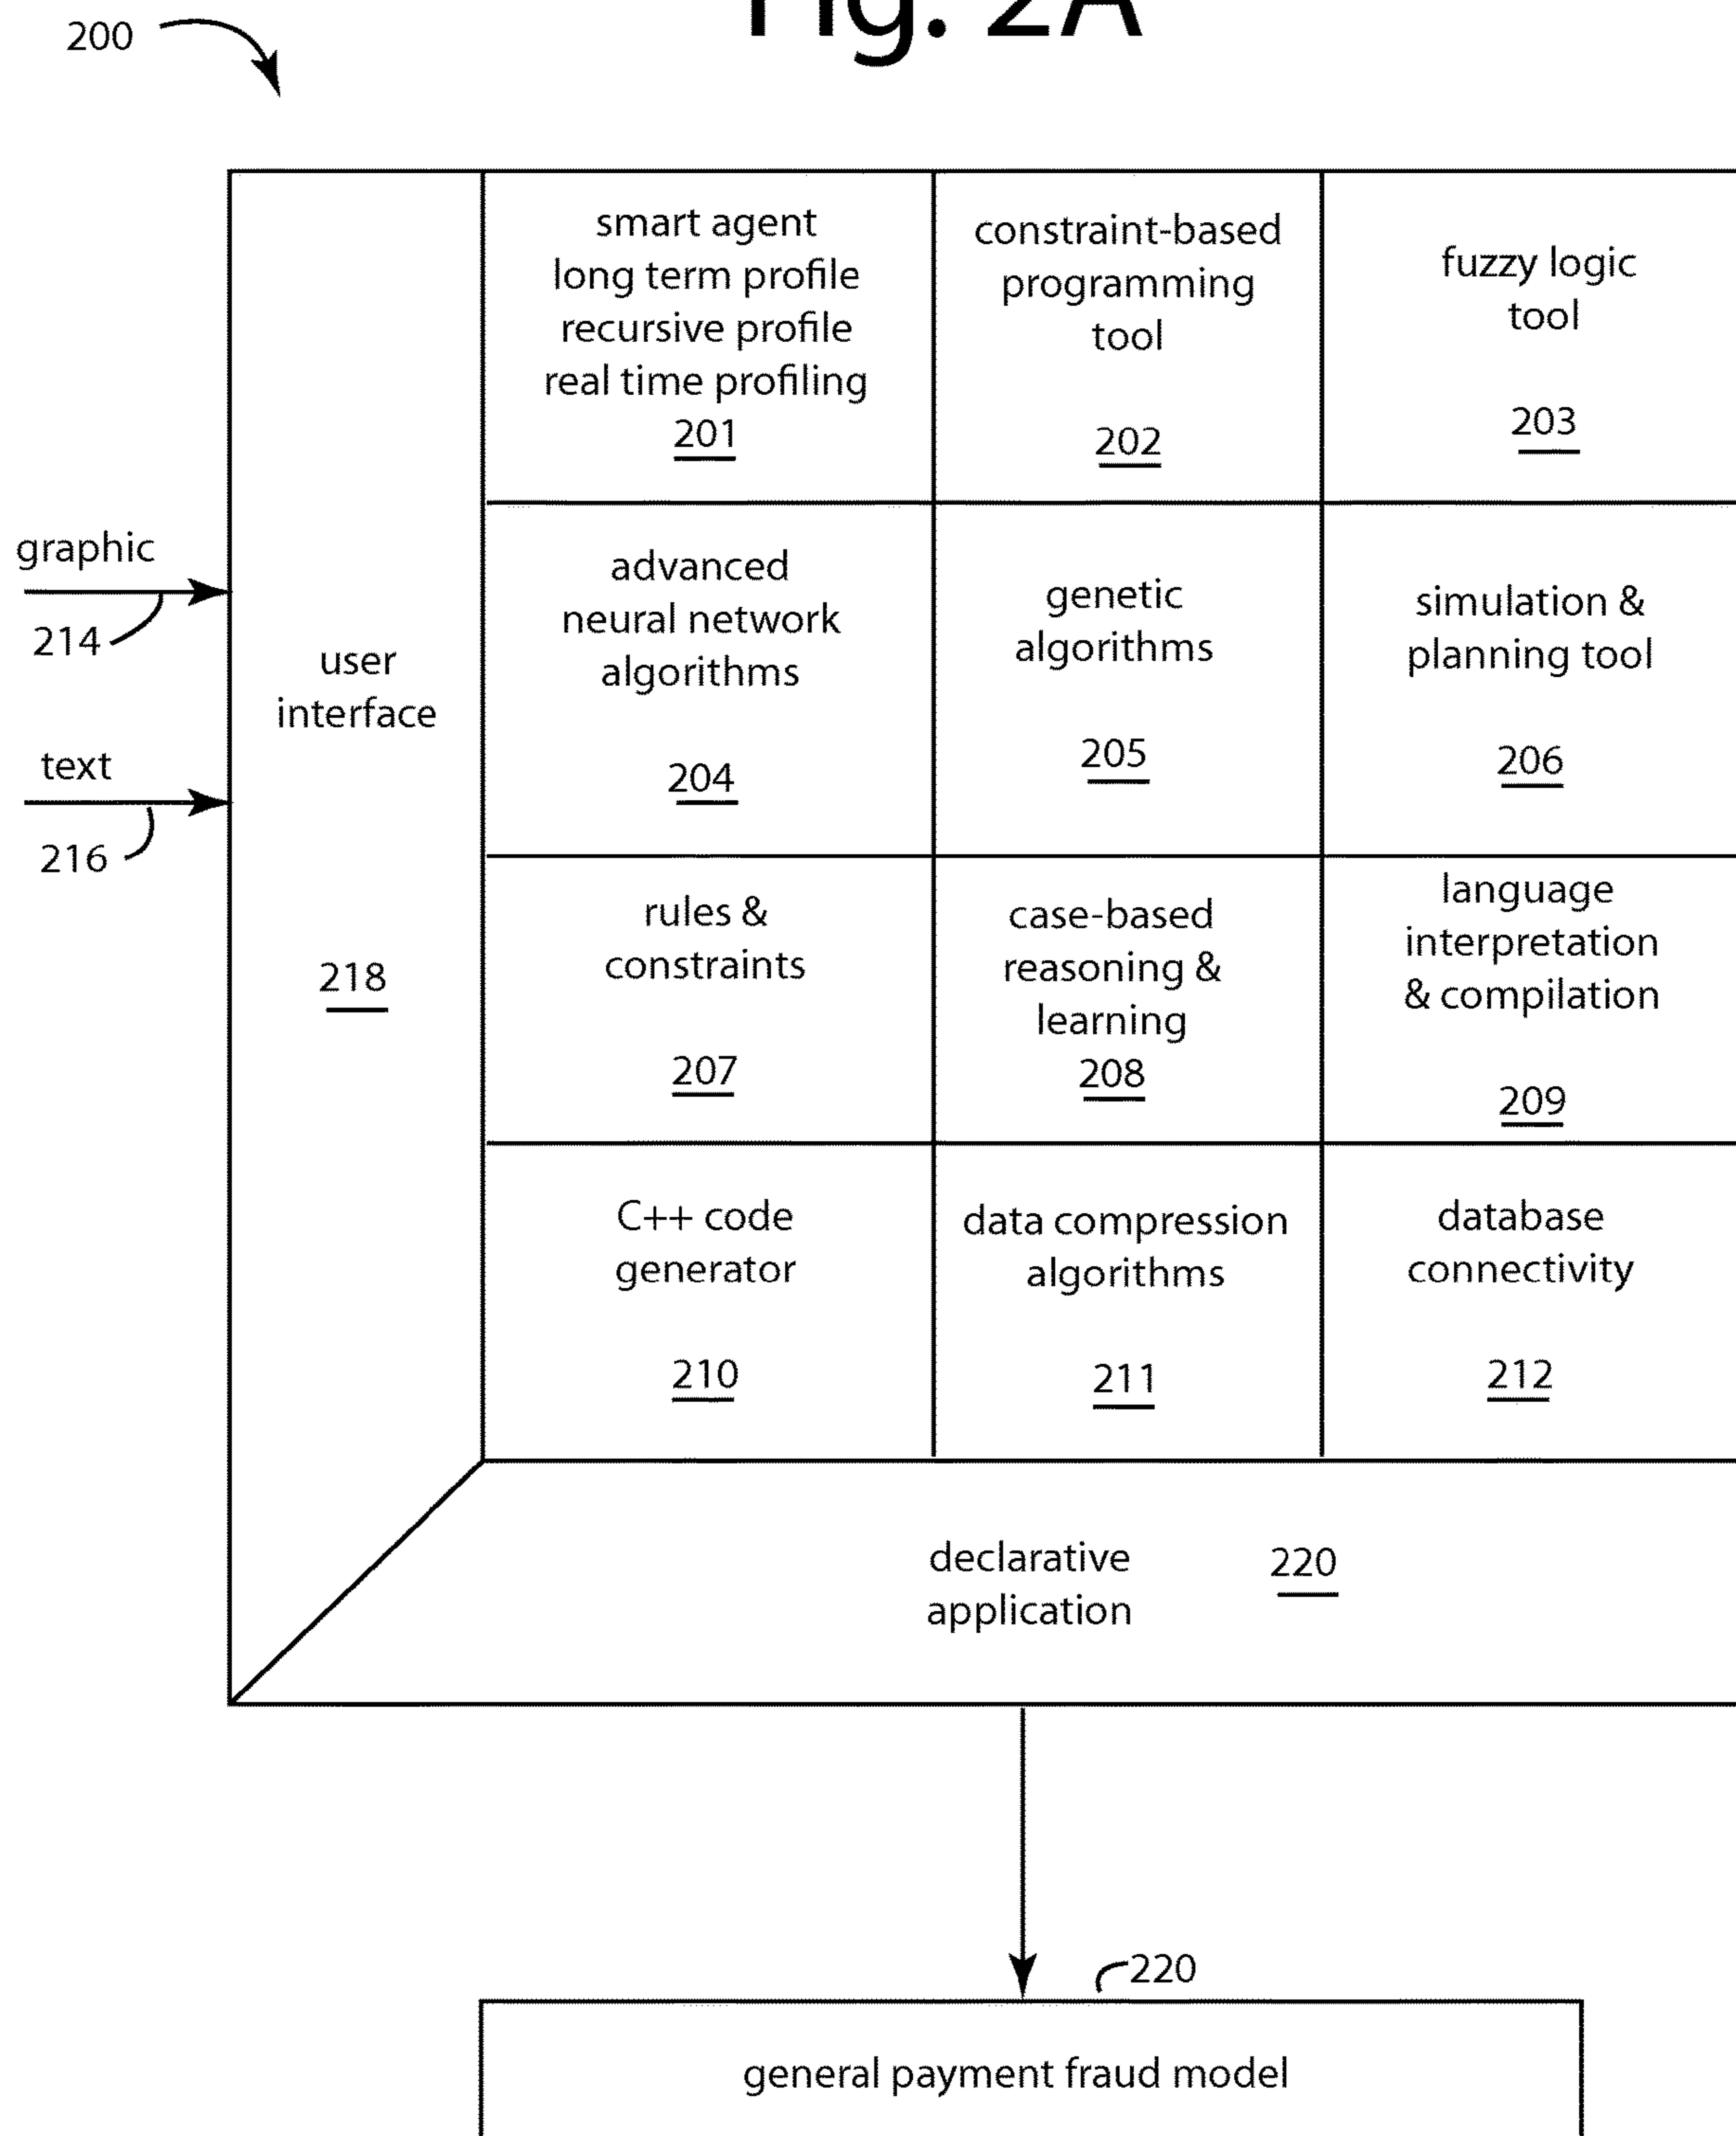 Fig. 2A
200
smart agent
long term profile
recursive profile
real time profiling
201
constraint-based
programming
tool
202
fuzzy logic
tool
203
graphic
214
text
216
user
interface
218
advanced
neural network
algorithms
204
genetic
algorithms
205
simulation &
planning tool
206
rules &
constraints
207
case-based
reasoning &
learning
208
language
interpretation
& compilation
209
C++ code
generator
210
data compression
algorithms
211
database
connectivity
212
declarative
application
220
220
general payment fraud model